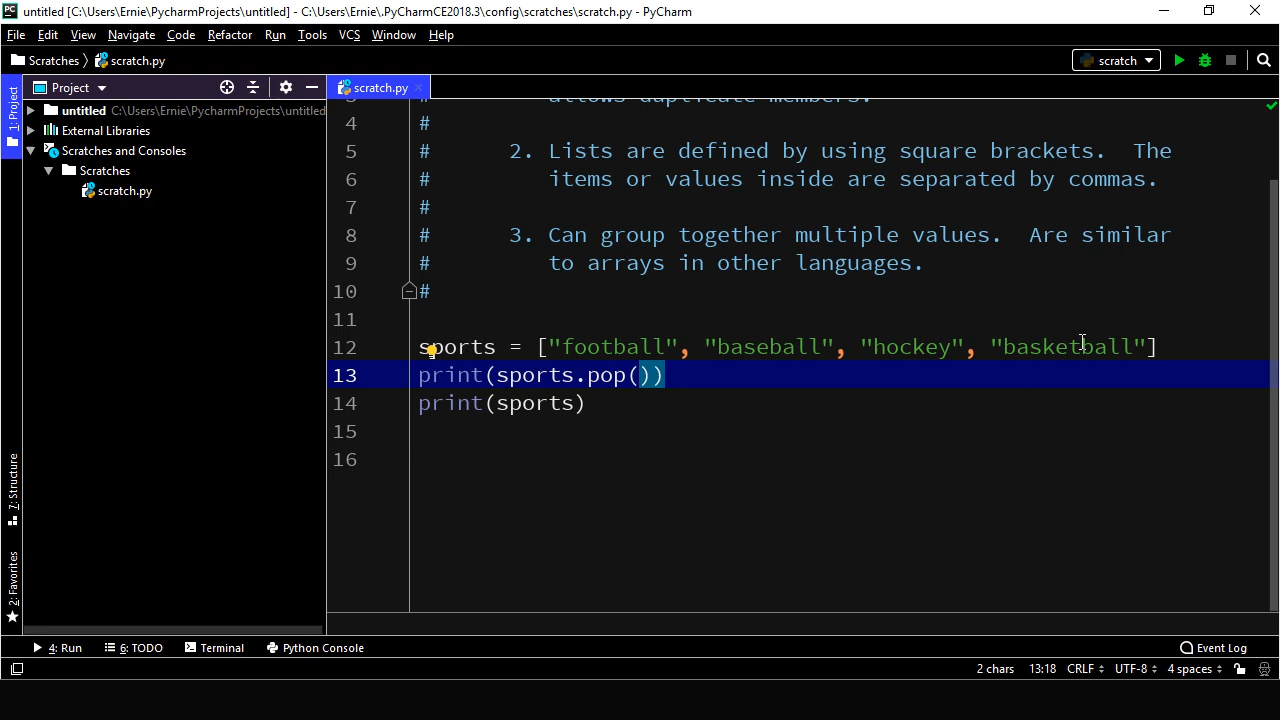 untitled [C:\Users\Ernie\PycharmProjects\untitled] - C:\Users\Ernie\.PyCharmCE2018.3\config\scratches\scratch.py - PyCharm
File Edit View Navigate Code Refactor Run Tools VCS Window Help
Scratches scratch.py scratch
Project scratch.py
1: Project
untitled C:\Users\Ernie\PycharmProjects\untitled
External Libraries
Scratches and Consoles
Scratches
scratch.py
3 # allows duplicate members.
4 #
5 # 2. Lists are defined by using square brackets. The
6 # items or values inside are separated by commas.
7 #
8 # 3. Can group together multiple values. Are similar
9 # to arrays in other languages.
10 #
11
12 sports = ["football", "baseball", "hockey", "basketball"]
13 print(sports.pop())
14 print(sports)
15
16
7: Structure
2: Favorites
4: Run 6: TODO Terminal Python Console Event Log
2 chars 13:18 CRLF UTF-8 4 spaces